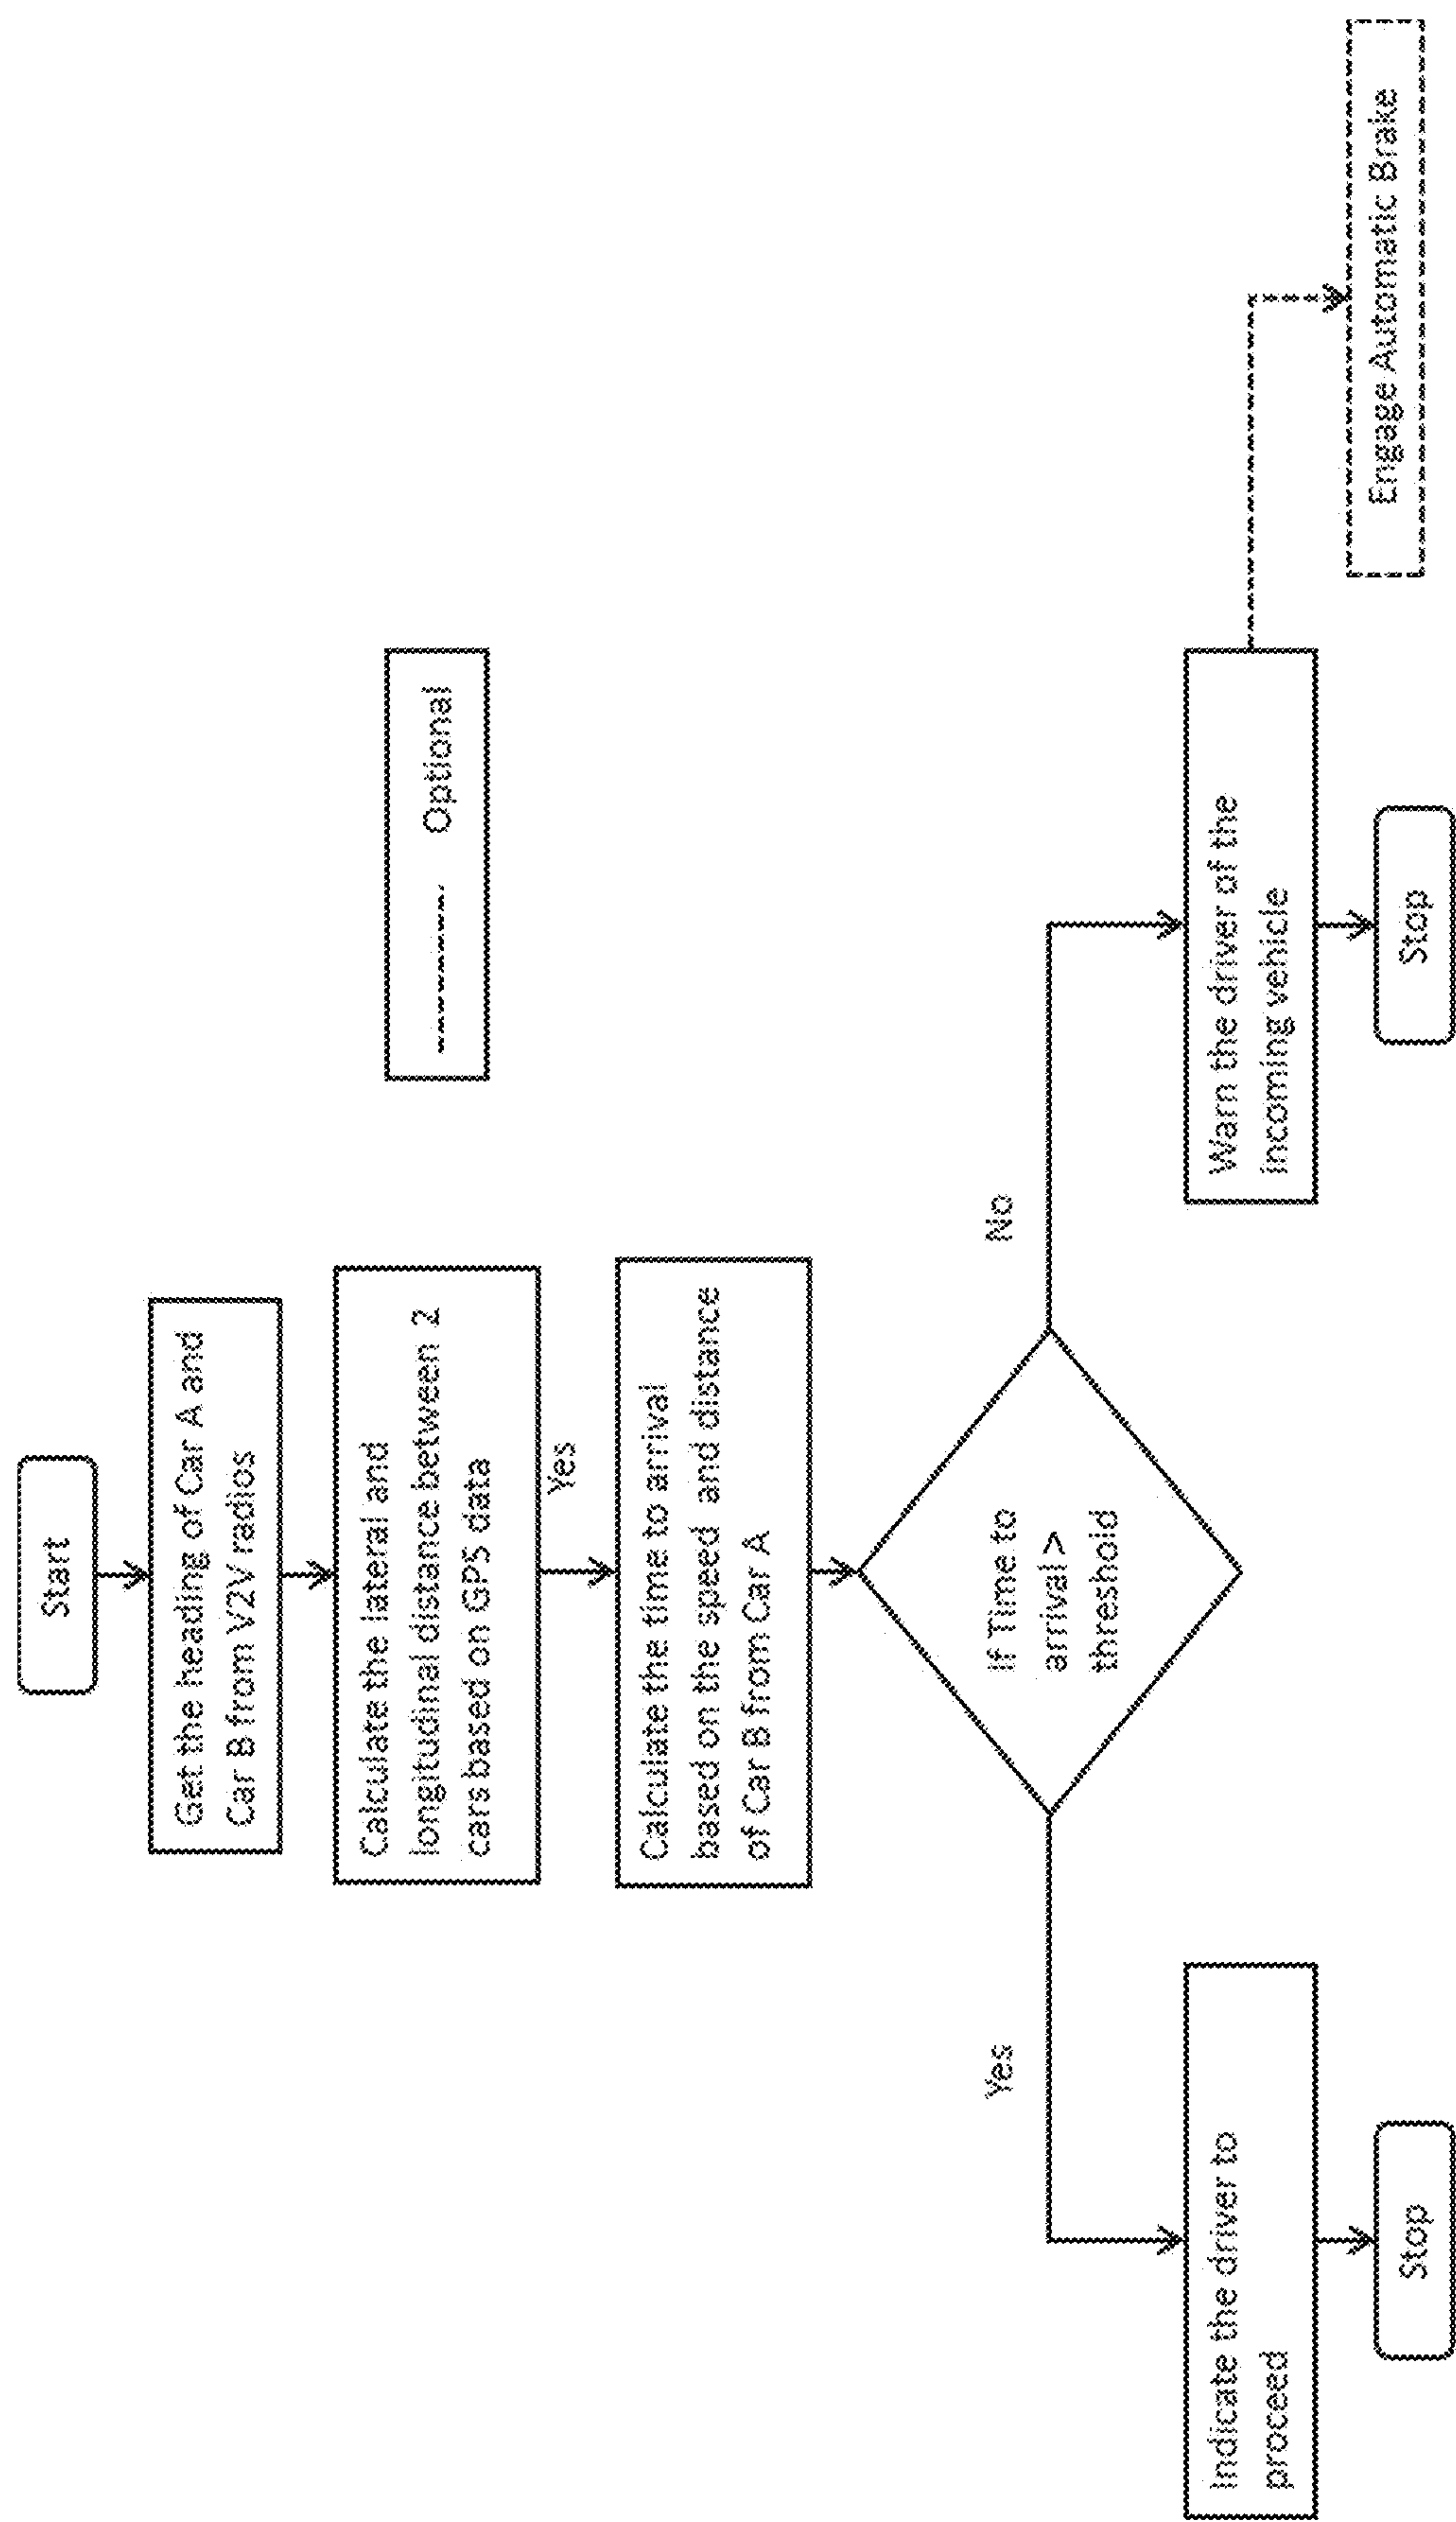 Start
Get the heading of Car A and
Car B from V2V radios
Calculate the lateral and
longitudinal distance between 2
cars based on GPS data
Optional
Yes
Calculate the time to arrival
based on the speed and distance
of Car B from Car A
If Time to
arrival >
threshold
Yes
No
Indicate the driver to
proceed
Warn the driver of the
incoming vehicle
Stop
Stop
Engage Automatic Brake